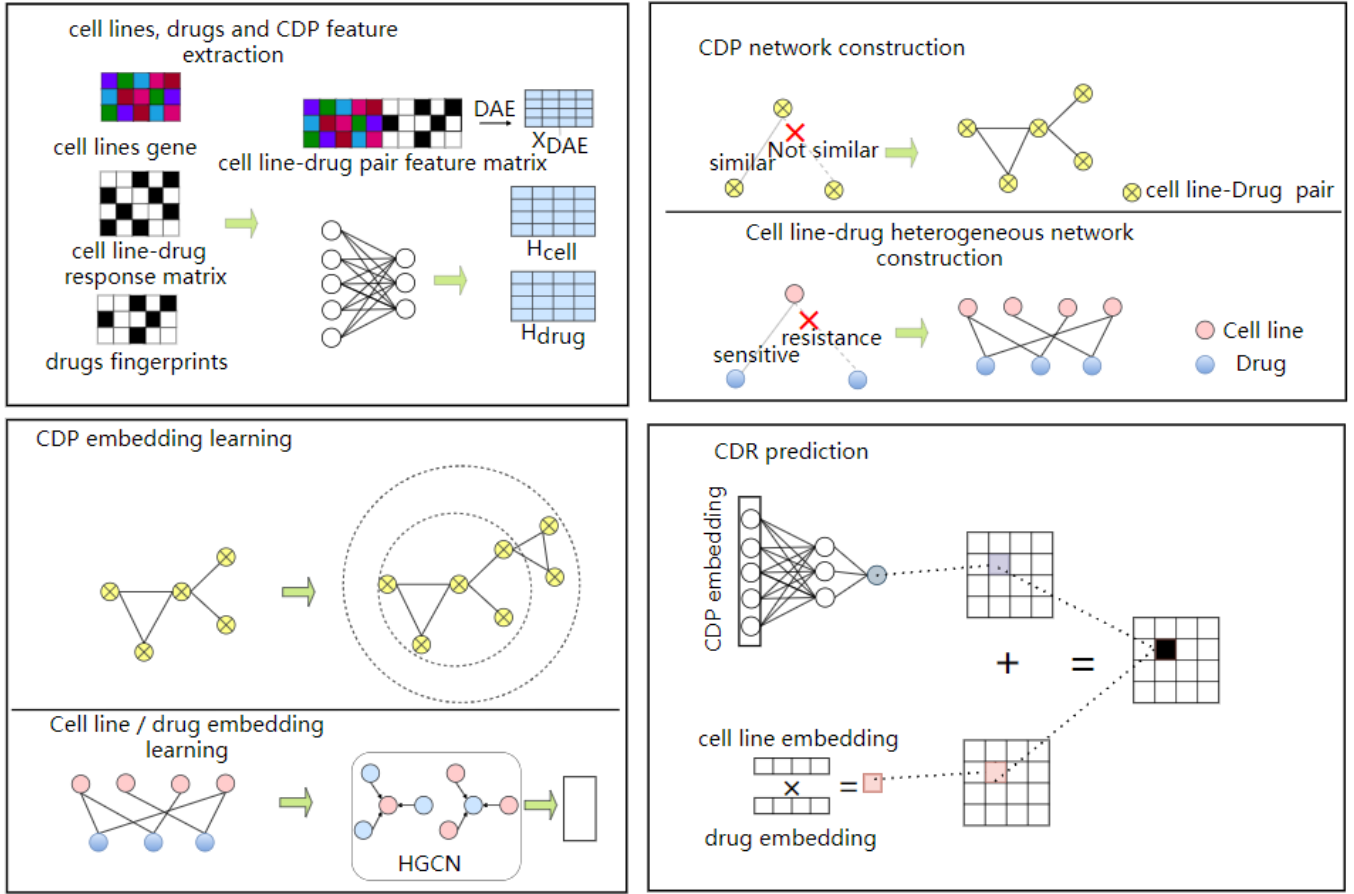 cell lines, drugs and CDP feature
extraction
cell lines gene
DAE
XDAE
cell line-drug pair feature matrix
cell line-drug
response matrix
Hcell
Hdrug
drugs fingerprints
CDP network construction
similar
Not similar
cell line-Drug pair
Cell line-drug heterogeneous network
construction
sensitive
resistance
Cell line
Drug
CDP embedding learning
Cell line / drug embedding
learning
HGCN
CDR prediction
CDP embedding
+
=
cell line embedding
×
=
drug embedding